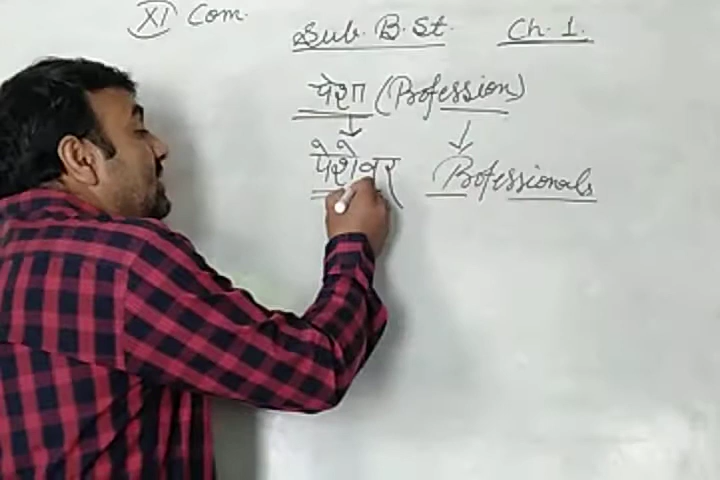 XI Com.
Sub. B.St. Ch. 1.
पेशा (Profession)
पेशेवर Professionals